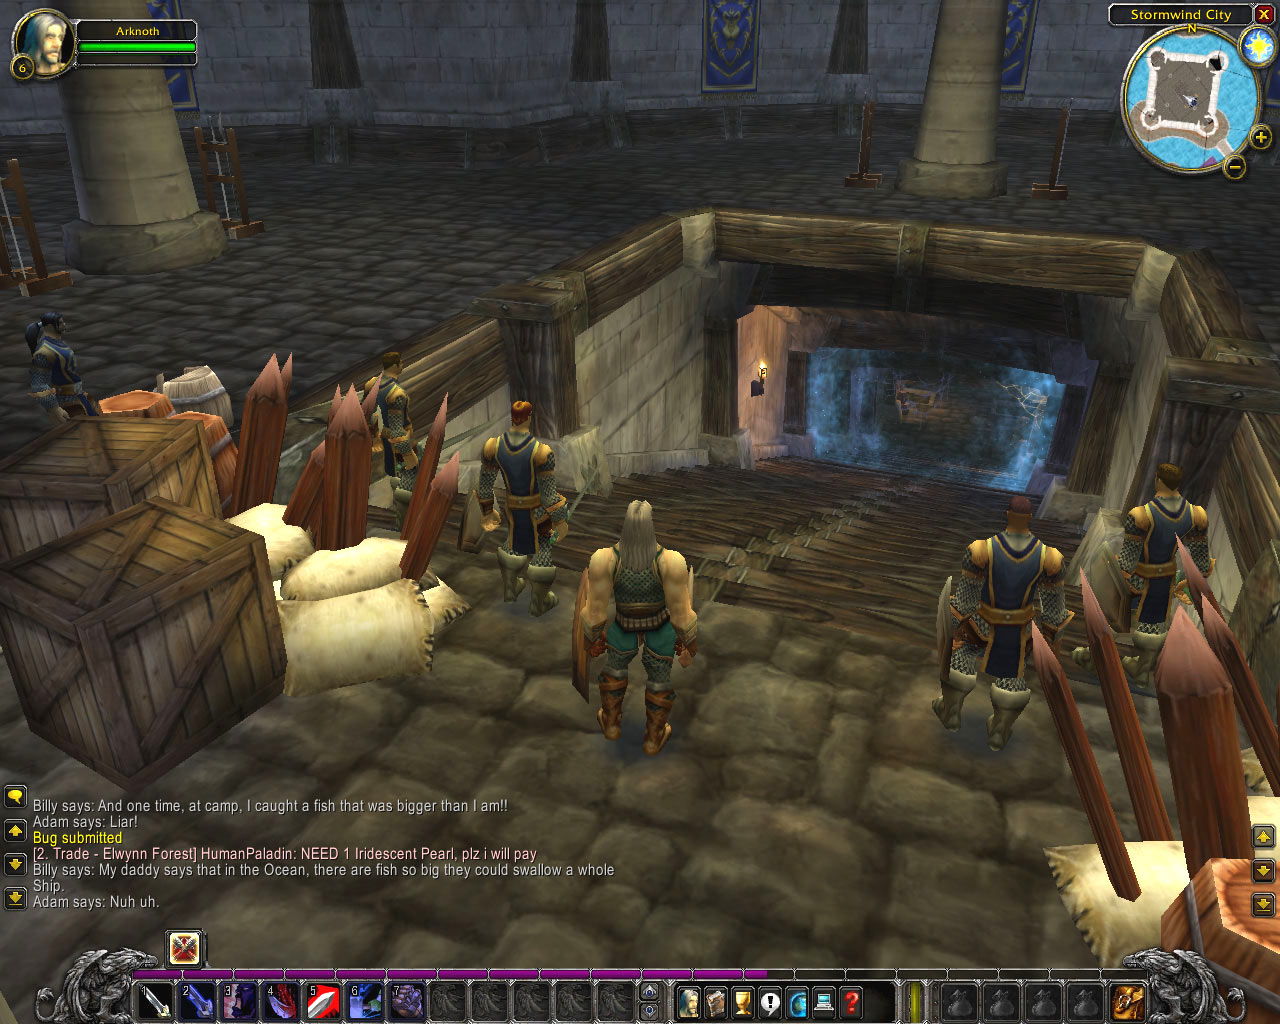 Arknoth
6
Stormwind City
N
Billy says: And one time, at camp, I caught a fish that was bigger than I am!!
Adam says: Liar!
Bug submitted
[2. Trade - Elwynn Forest] HumanPaladin: NEED 1 Iridescent Pearl, plz i will pay
Billy says: My daddy says that in the Ocean, there are fish so big they could swallow a whole
Ship.
Adam says: Nuh uh.
1 2 3 4 5 6 7